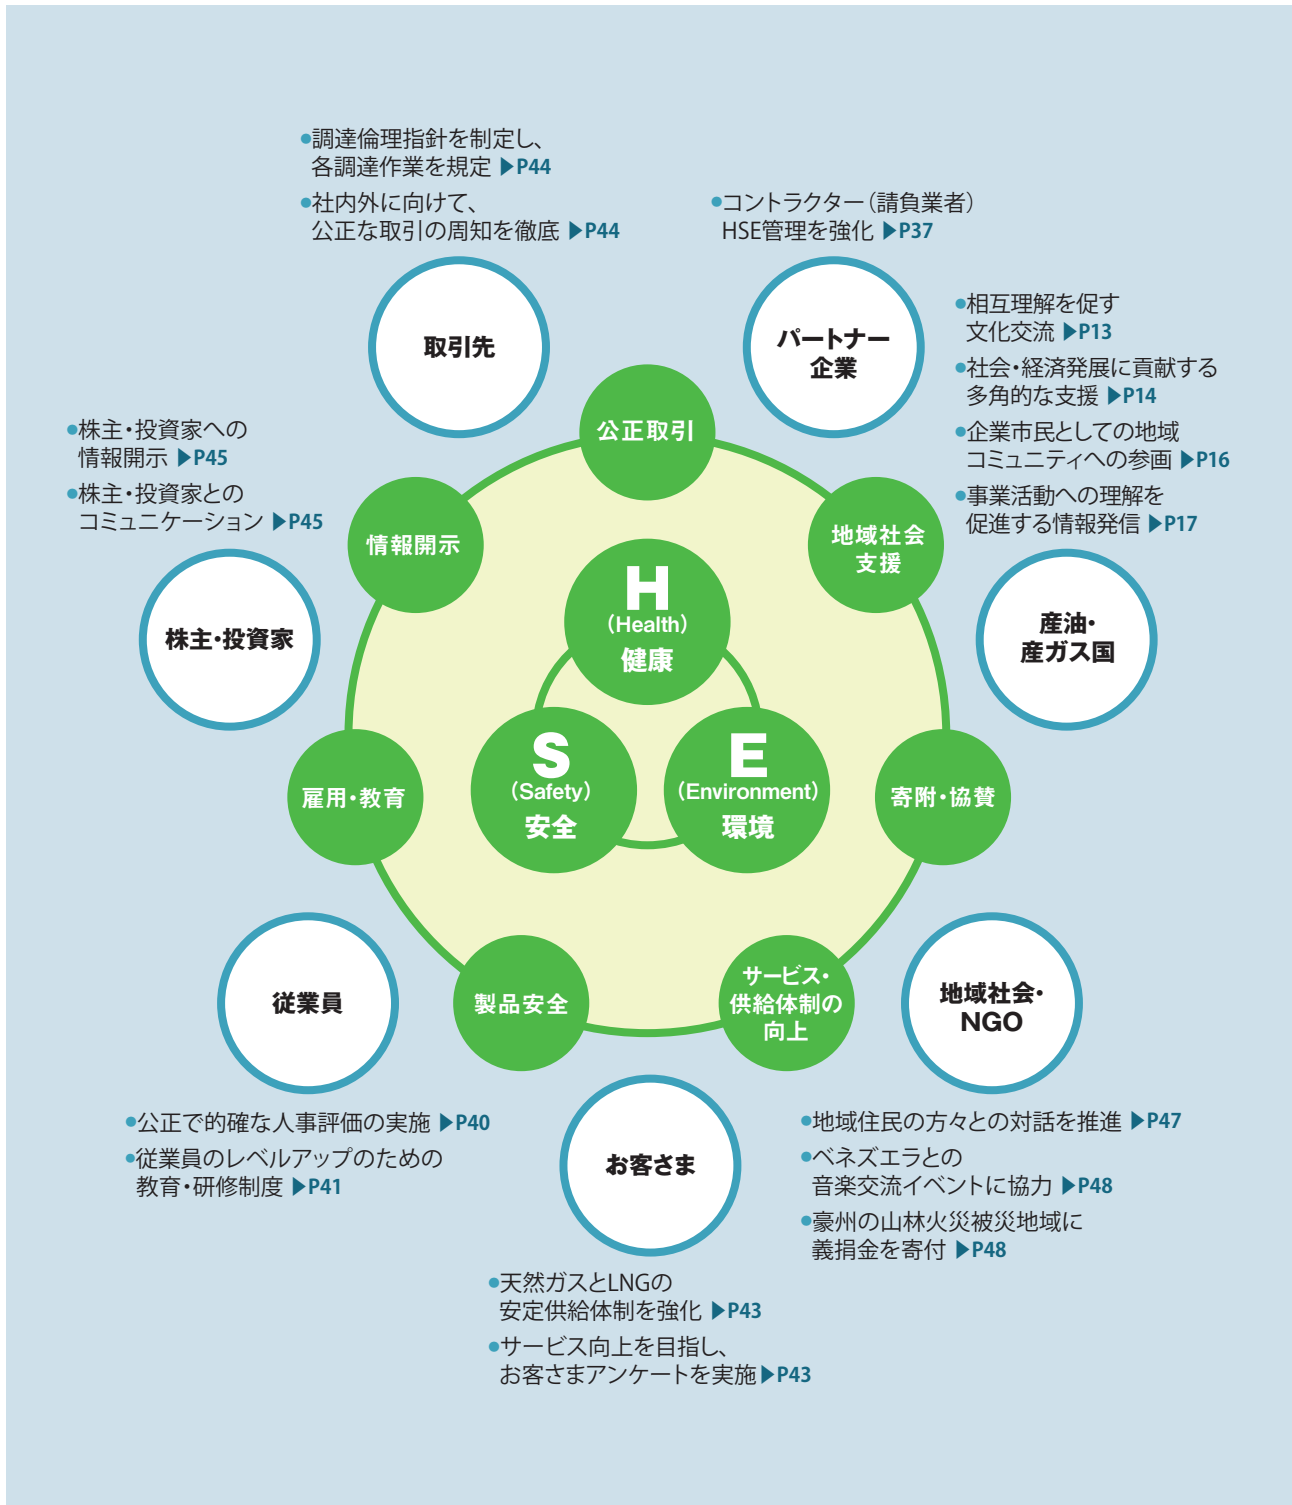 ●調達倫理指針を制定し、
各調達作業を規定 ▶P44
●社内外に向けて、
公正な取引の周知を徹底 ▶P44
●コントラクター（請負業者）
HSE管理を強化 ▶P37
取引先
パートナー
企業
●相互理解を促す
文化交流 ▶P13
●社会・経済発展に貢献する
多角的な支援 ▶P14
●企業市民としての地域
コミュニティへの参画 ▶P16
●事業活動への理解を
促進する情報発信 ▶P17
●株主・投資家への
情報開示 ▶P45
●株主・投資家との
コミュニケーション ▶P45
公正取引
情報開示
地域社会
支援
株主・投資家
産油・
産ガス国
H
（Health）
健康
S
（Safety）
安全
E
（Environment）
環境
雇用・教育
寄附・協賛
製品安全
サービス・
供給体制の
向上
従業員
地域社会・
NGO
●公正で的確な人事評価の実施 ▶P40
●従業員のレベルアップのための
教育・研修制度 ▶P41
お客さま
●地域住民の方々との対話を推進 ▶P47
●ベネズエラとの
音楽交流イベントに協力 ▶P48
●豪州の山林火災被災地域に
義捐金を寄付 ▶P48
●天然ガスとLNGの
安定供給体制を強化 ▶P43
●サービス向上を目指し、
お客さまアンケートを実施▶P43